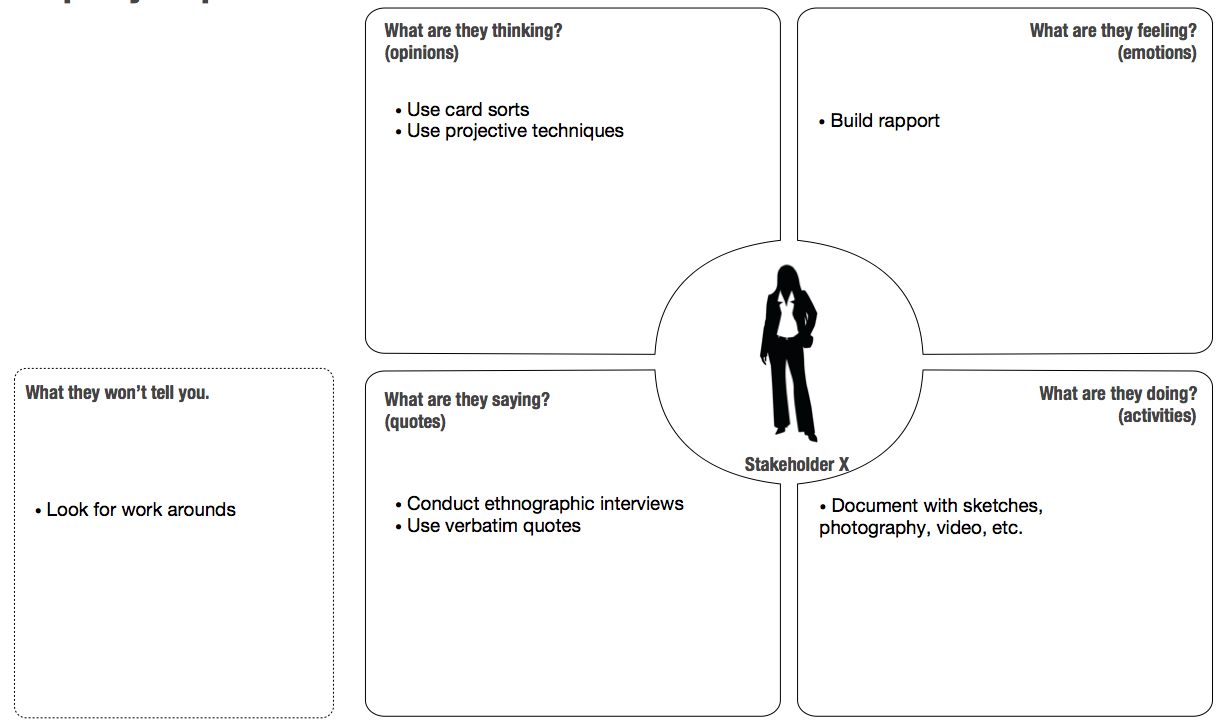 What are they thinking?
(opinions)
• Use card sorts
• Use projective techniques
What are they feeling?
(emotions)
• Build rapport
Stakeholder X
What they won't tell you.
• Look for work arounds
What are they saying?
(quotes)
• Conduct ethnographic interviews
• Use verbatim quotes
What are they doing?
(activities)
• Document with sketches,
photography, video, etc.